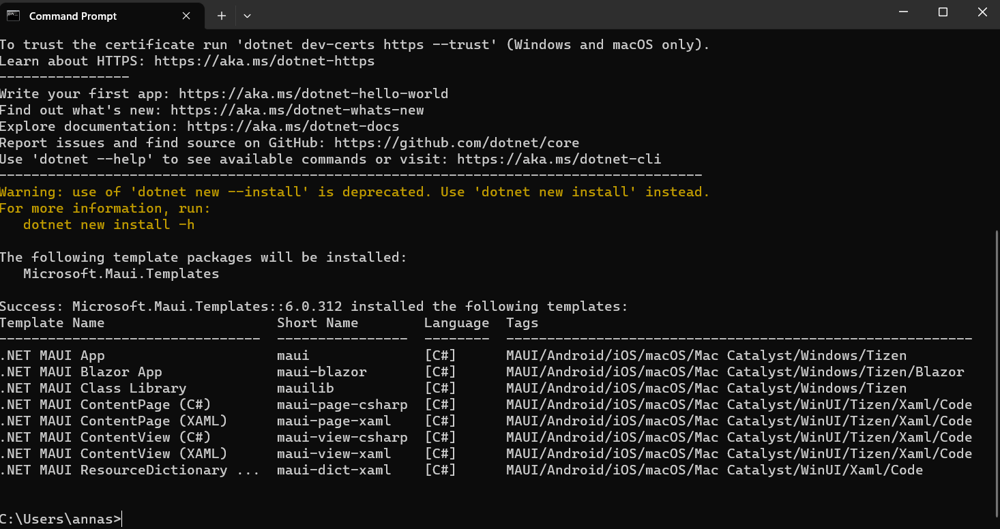 Command Prompt
To trust the certificate run 'dotnet dev-certs https --trust' (Windows and macOS only).
Learn about HTTPS: https://aka.ms/dotnet-https
----------------
Write your first app: https://aka.ms/dotnet-hello-world
Find out what's new: https://aka.ms/dotnet-whats-new
Explore documentation: https://aka.ms/dotnet-docs
Report issues and find source on GitHub: https://github.com/dotnet/core
Use 'dotnet --help' to see available commands or visit: https://aka.ms/dotnet-cli
--------------------------------------------------------------------------------------
Warning: use of 'dotnet new --install' is deprecated. Use 'dotnet new install' instead.
For more information, run:
   dotnet new install -h
The following template packages will be installed:
   Microsoft.Maui.Templates
Success: Microsoft.Maui.Templates::6.0.312 installed the following templates:
Template Name                     Short Name        Language  Tags
--------------------------------  ----------------  --------  ---------------------------------------------------------
.NET MAUI App                     maui              [C#]      MAUI/Android/iOS/macOS/Mac Catalyst/Windows/Tizen
.NET MAUI Blazor App              maui-blazor       [C#]      MAUI/Android/iOS/macOS/Mac Catalyst/Windows/Tizen/Blazor
.NET MAUI Class Library           mauilib           [C#]      MAUI/Android/iOS/macOS/Mac Catalyst/Windows/Tizen
.NET MAUI ContentPage (C#)        maui-page-csharp  [C#]      MAUI/Android/iOS/macOS/Mac Catalyst/WinUI/Tizen/Xaml/Code
.NET MAUI ContentPage (XAML)      maui-page-xaml    [C#]      MAUI/Android/iOS/macOS/Mac Catalyst/WinUI/Tizen/Xaml/Code
.NET MAUI ContentView (C#)        maui-view-csharp  [C#]      MAUI/Android/iOS/macOS/Mac Catalyst/WinUI/Tizen/Xaml/Code
.NET MAUI ContentView (XAML)      maui-view-xaml    [C#]      MAUI/Android/iOS/macOS/Mac Catalyst/WinUI/Tizen/Xaml/Code
.NET MAUI ResourceDictionary ...  maui-dict-xaml    [C#]      MAUI/Android/iOS/macOS/Mac Catalyst/WinUI/Xaml/Code
C:\Users\annas>